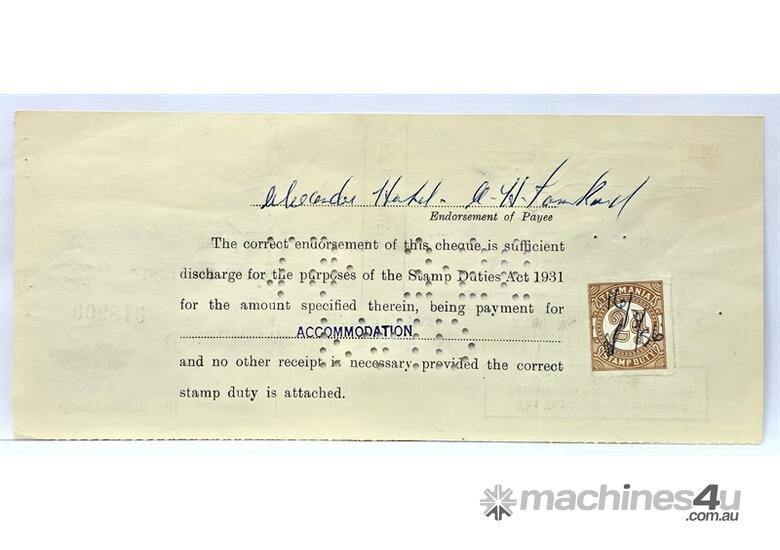 Endorsement of Payee
The correct endorsement of this cheque is sufficient
discharge for the purposes of the Stamp Duties Act 1931
for the amount specified therein, being payment for
ACCOMMODATION
and no other receipt is necessary provided the correct
stamp duty is attached.
TASMANIA
2d
STAMP DUTY
machines4u
.com.au